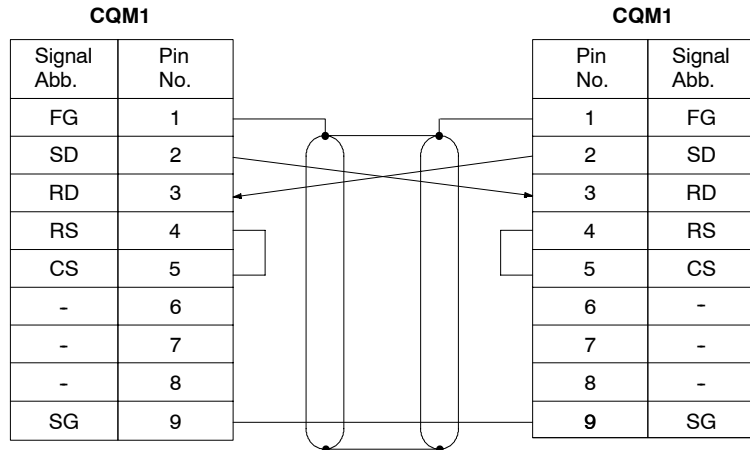 CQM1 CQM1
Signal Abb. Pin No. Pin No. Signal Abb.
FG 1 1 FG
SD 2 2 SD
RD 3 3 RD
RS 4 4 RS
CS 5 5 CS
- 6 6 -
- 7 7 -
- 8 8 -
SG 9 9 SG